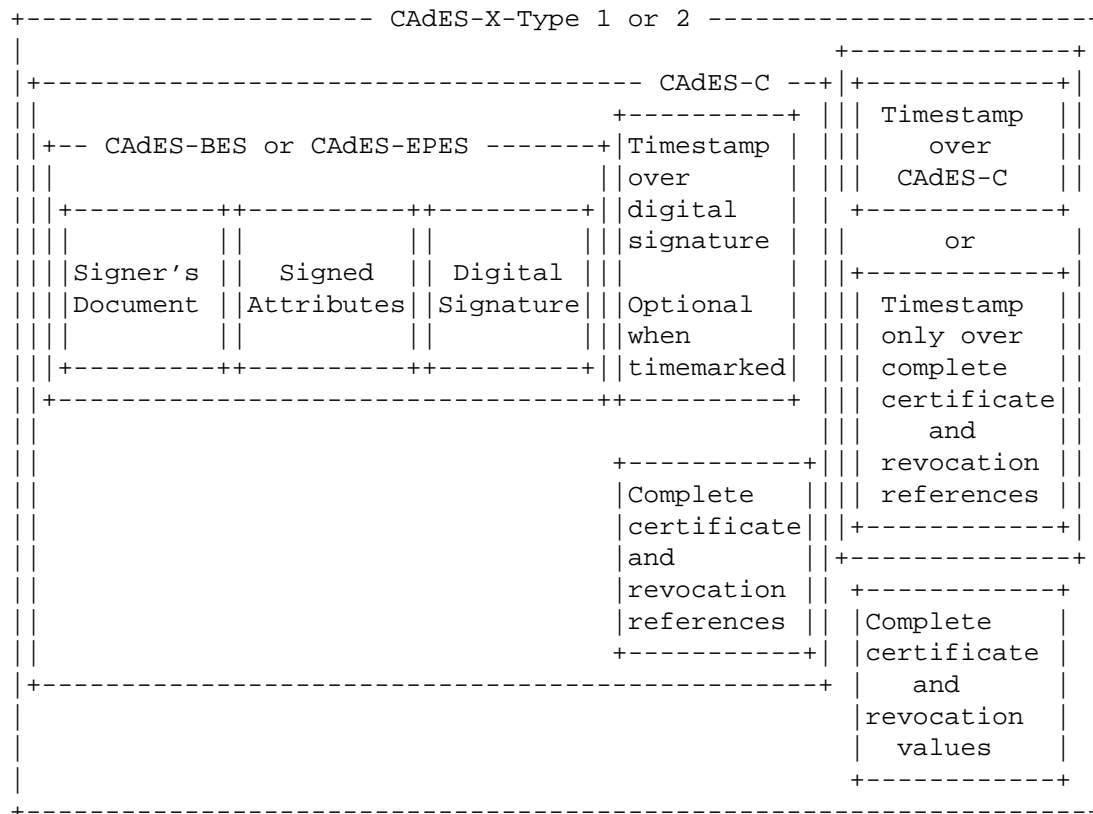 CAdES-X-Type 1 or 2
CAdES-C
CAdES-BES or CAdES-EPES
Signer's
Document
Signed
Attributes
Digital
Signature
Timestamp
over
digital
signature
Optional
when
timemarked
Complete
certificate
and
revocation
references
Timestamp
over
CAdES-C
or
Timestamp
only over
complete
certificate
and
revocation
references
Complete
certificate
and
revocation
values